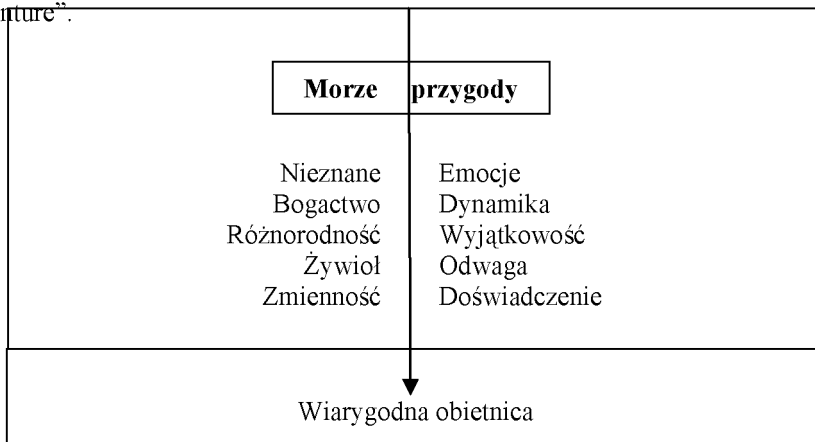 nture”.
Morze przygody
Nieznane Emocje
Bogactwo Dynamika
Różnorodność Wyjątkowość
Żywioł Odwaga
Zmienność Doświadczenie
Wiarygodna obietnica